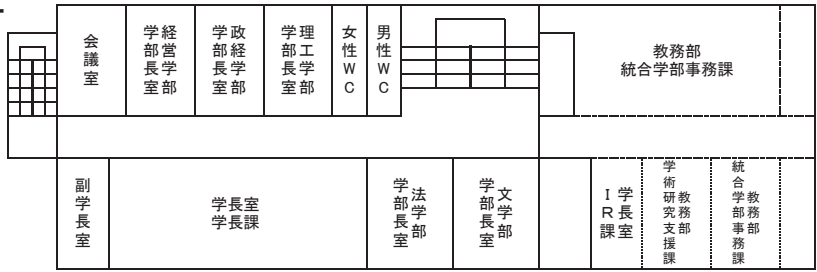 会議室
経営学部
学部長室
政経学部
学部長室
理工学部
学部長室
女性WC
男性WC
教務部
統合学部事務課
副学長室
学長室
学長課
法学部
学部長室
文学部
学部長室
学長室
IR課
教務部
学術研究支援課
教務部
統合学部事務課